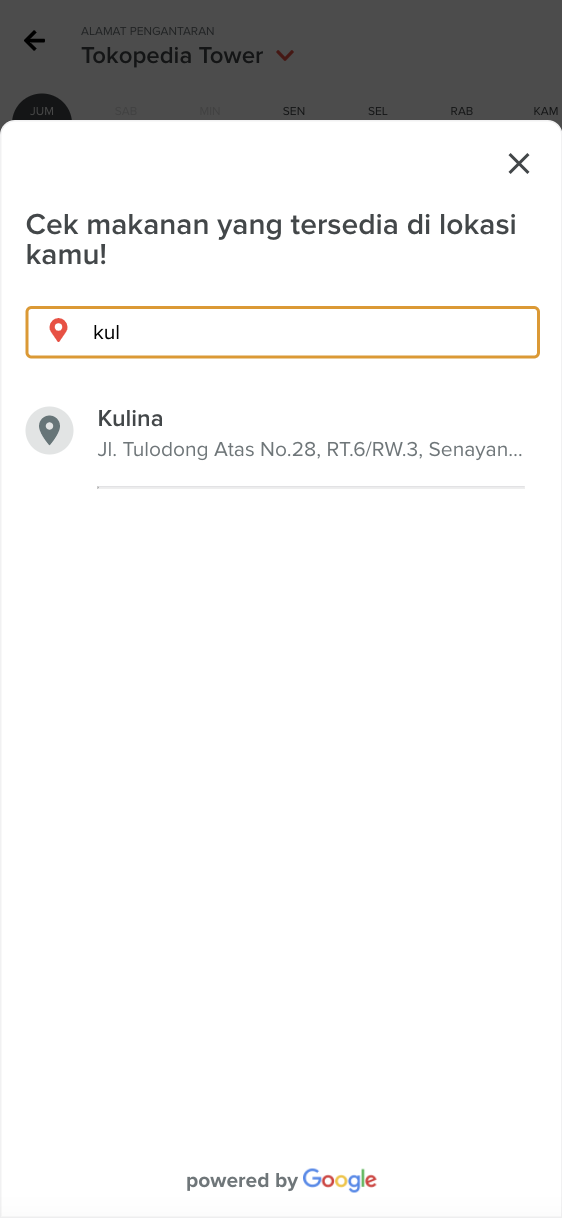 ALAMAT PENGANTARAN
Tokopedia Tower
JUM SAB MIN SEN SEL RAB KAM
Cek makanan yang tersedia di lokasi
kamu!
kul
Kulina
Jl. Tulodong Atas No.28, RT.6/RW.3, Senayan...
powered by Google